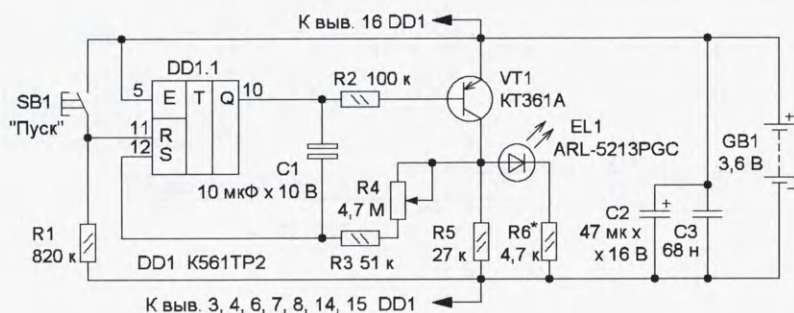 К выв. 16 DD1
DD1.1
5
E
T
Q
10
R2 100 к
VT1
КТ361А
SB1
"Пуск"
11
R
12
S
C1
10 мкФ х 10 В
EL1
ARL-5213PGC
GB1
3,6 В
+
R4
4,7 М
R1
820 к
R3 51 к
R5
27 к
R6*
4,7 к
C2
+
47 мк х
х 16 В
C3
68 н
DD1 К561ТР2
К выв. 3, 4, 6, 7, 8, 14, 15 DD1